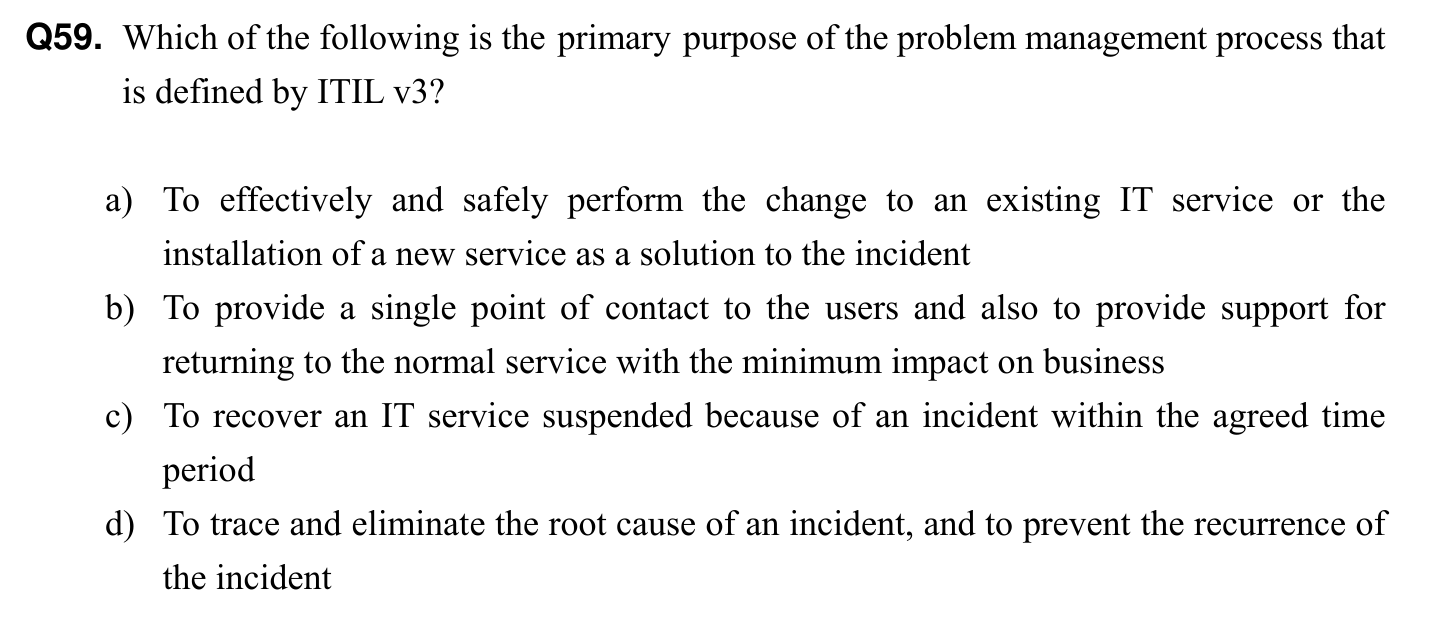 Q59. Which of the following is the primary purpose of the problem management process that
is defined by ITIL v3?
a) To effectively and safely perform the change to an existing IT service or the
installation of a new service as a solution to the incident
b) To provide a single point of contact to the users and also to provide support for
returning to the normal service with the minimum impact on business
c) To recover an IT service suspended because of an incident within the agreed time
period
d) To trace and eliminate the root cause of an incident, and to prevent the recurrence of
the incident